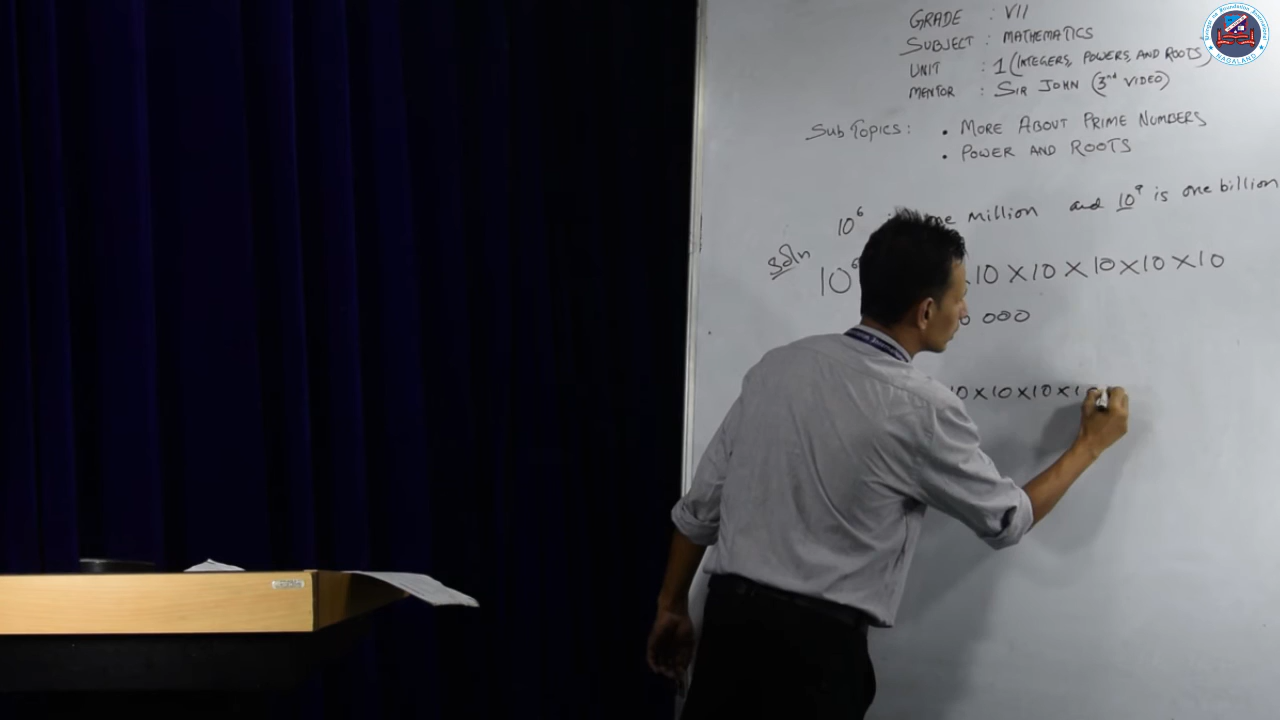 GRADE : VII
SUBJECT : MATHEMATICS
UNIT : 1 (INTEGERS, POWERS, AND ROOTS)
MENTOR : SIR JOHN (3rd VIDEO)
Sub Topics : • MORE ABOUT PRIME NUMBERS
• POWER AND ROOTS
10⁶ million and 10⁹ is one billion
Soln
10⁶ 10 × 10 × 10 × 10 × 10
000
10 × 10 × 10 ×
NAGALAND